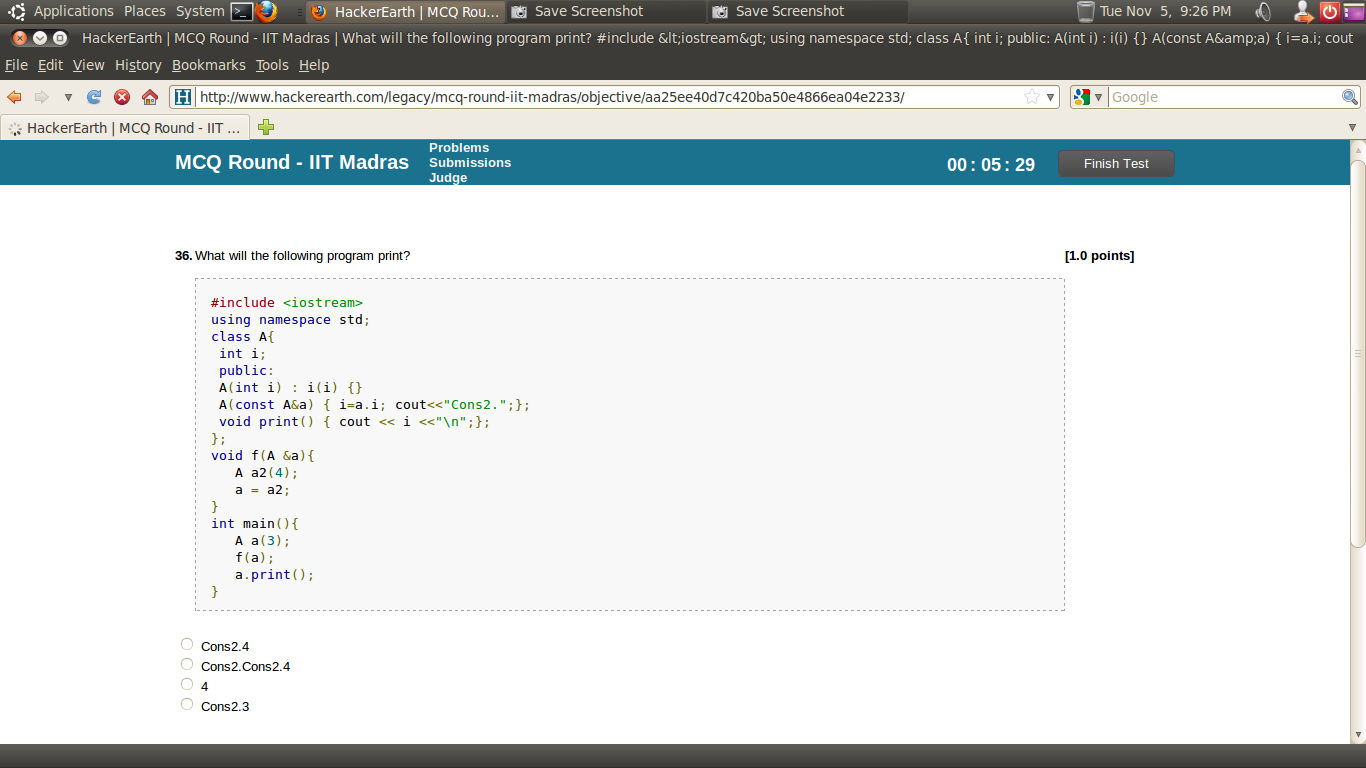 Applications Places System HackerEarth | MCQ Rou... Save Screenshot Save Screenshot Tue Nov 5, 9:26 PM
HackerEarth | MCQ Round - IIT Madras | What will the following program print? #include &lt;iostream&gt; using namespace std; class A{ int i; public: A(int i) : i(i) {} A(const A&amp;a) { i=a.i; cout
File Edit View History Bookmarks Tools Help
http://www.hackerearth.com/legacy/mcq-round-iit-madras/objective/aa25ee40d7c420ba50e4866ea04e2233/ Google
HackerEarth | MCQ Round - IIT ...
MCQ Round - IIT Madras
Problems
Submissions
Judge
00 : 05 : 29
Finish Test
36. What will the following program print? [1.0 points]
#include <iostream>
using namespace std;
class A{
int i;
public:
A(int i) : i(i) {}
A(const A&a) { i=a.i; cout<<"Cons2.";};
void print() { cout << i <<"\n";};
};
void f(A &a){
A a2(4);
a = a2;
}
int main(){
A a(3);
f(a);
a.print();
}
Cons2.4
Cons2.Cons2.4
4
Cons2.3